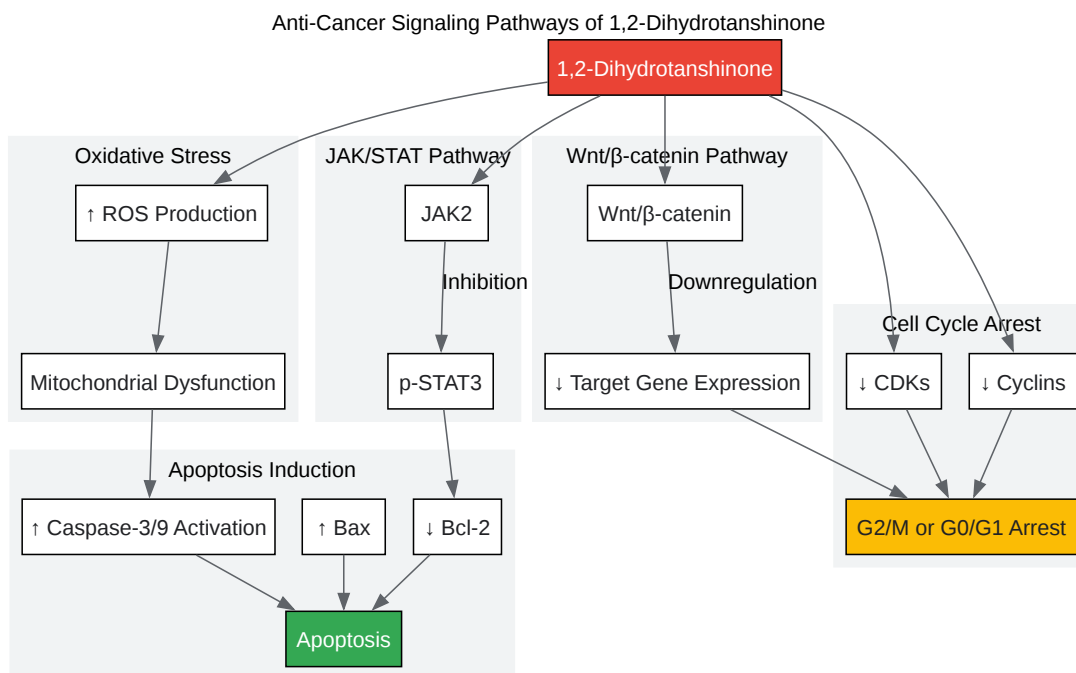 Anti-Cancer Signaling Pathways of 1,2-Dihydrotanshinone
1,2-Dihydrotanshinone
Oxidative Stress
JAK/STAT Pathway
Wnt/β-catenin Pathway
↑ ROS Production
JAK2
Wnt/β-catenin
Inhibition
Downregulation
Cell Cycle Arrest
Mitochondrial Dysfunction
p-STAT3
↓ Target Gene Expression
↓ CDKs
↓ Cyclins
Apoptosis Induction
↑ Caspase-3/9 Activation
↑ Bax
↓ Bcl-2
G2/M or G0/G1 Arrest
Apoptosis